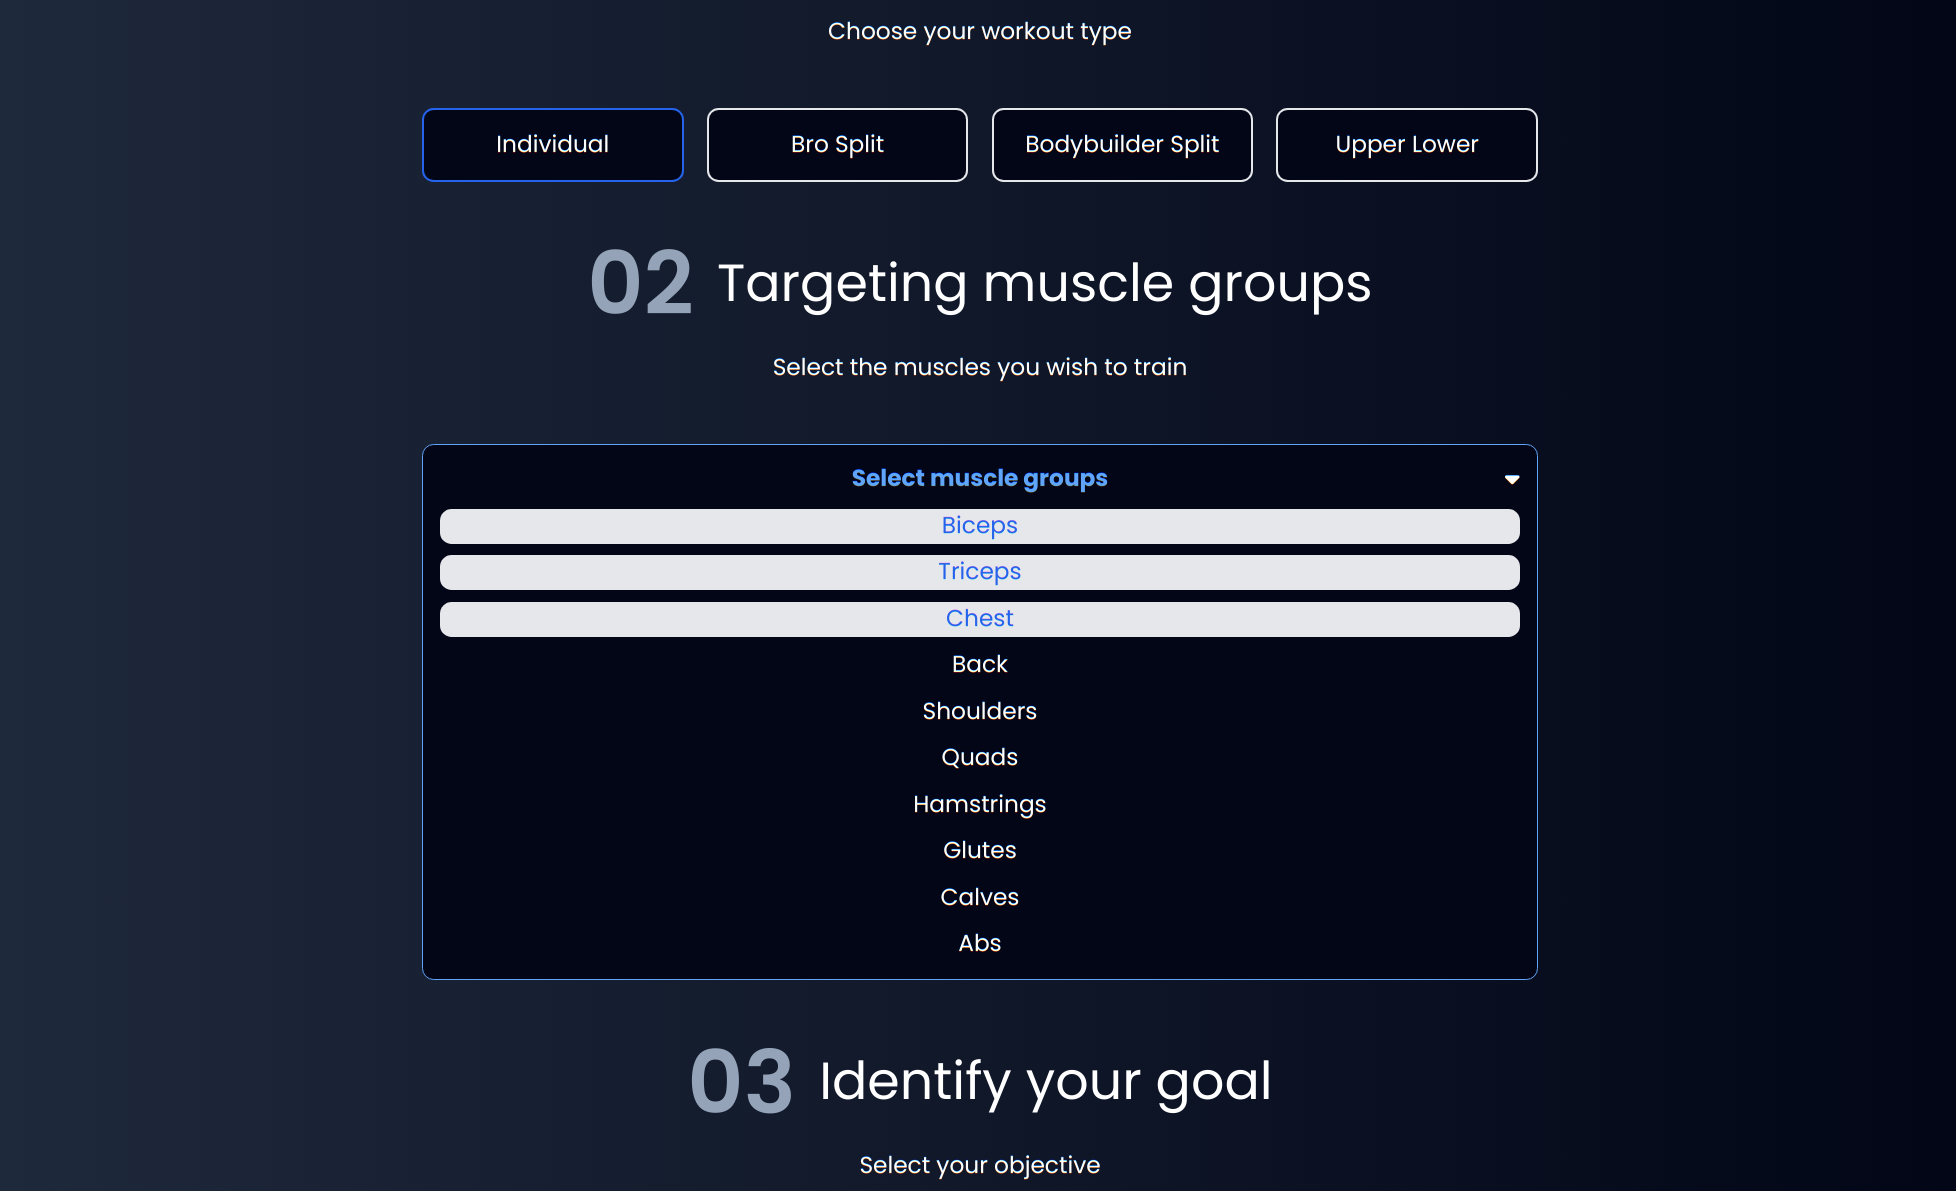 Choose your workout type
Individual
Bro Split
Bodybuilder Split
Upper Lower
02 Targeting muscle groups
Select the muscles you wish to train
Select muscle groups
Biceps
Triceps
Chest
Back
Shoulders
Quads
Hamstrings
Glutes
Calves
Abs
03 Identify your goal
Select your objective